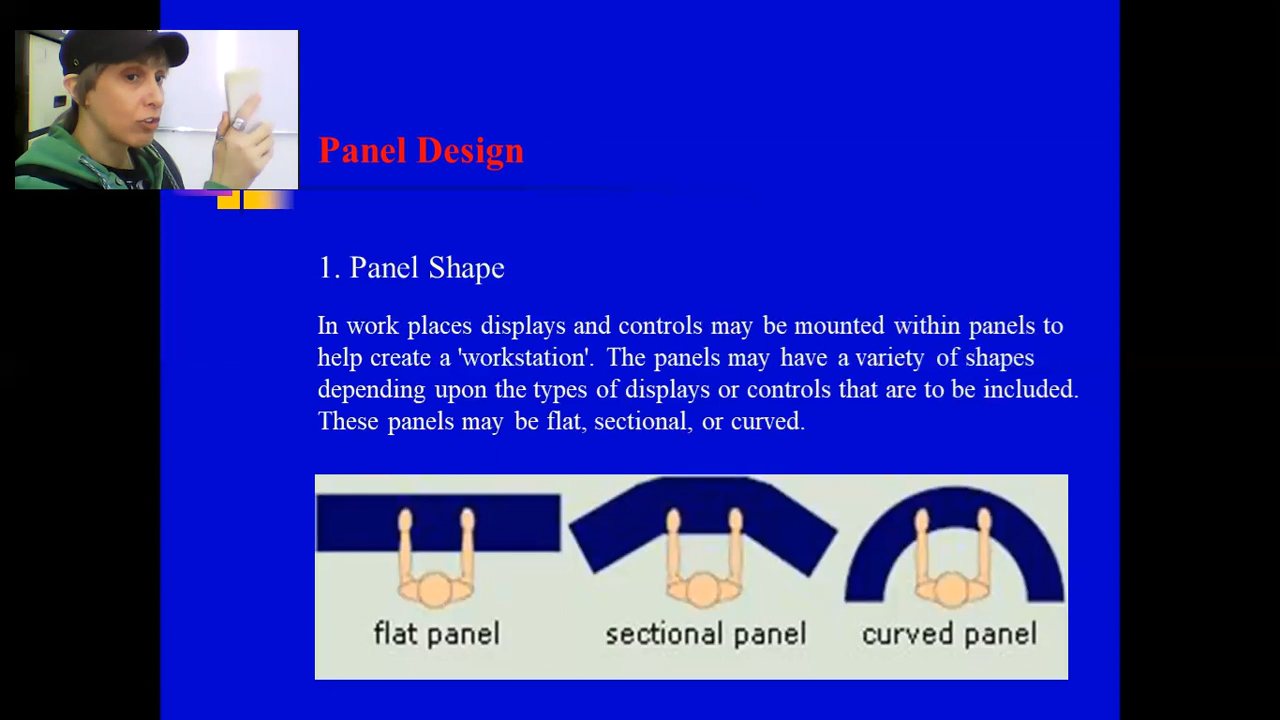 Panel Design
1. Panel Shape
In work places displays and controls may be mounted within panels to
help create a 'workstation'. The panels may have a variety of shapes
depending upon the types of displays or controls that are to be included.
These panels may be flat, sectional, or curved.
flat panel sectional panel curved panel